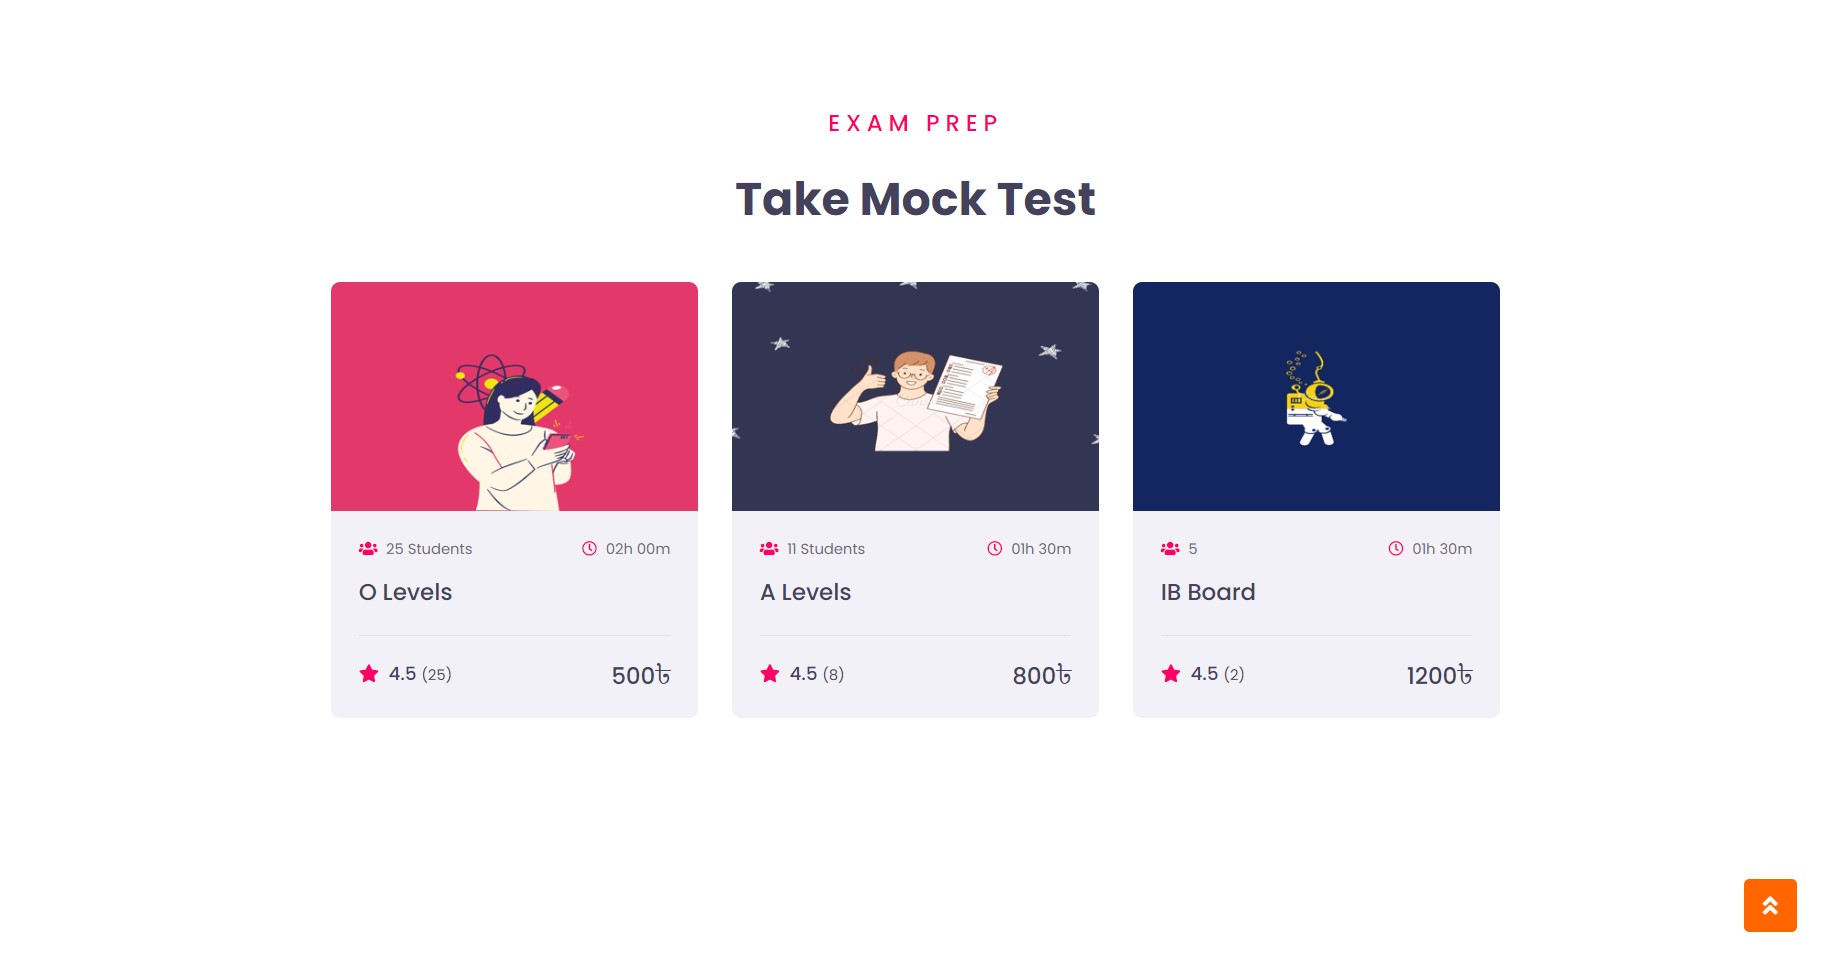 EXAM PREP
Take Mock Test
25 Students
02h 00m
O Levels
4.5 (25)
500৳
11 Students
01h 30m
A Levels
4.5 (8)
800৳
5
01h 30m
IB Board
4.5 (2)
1200৳